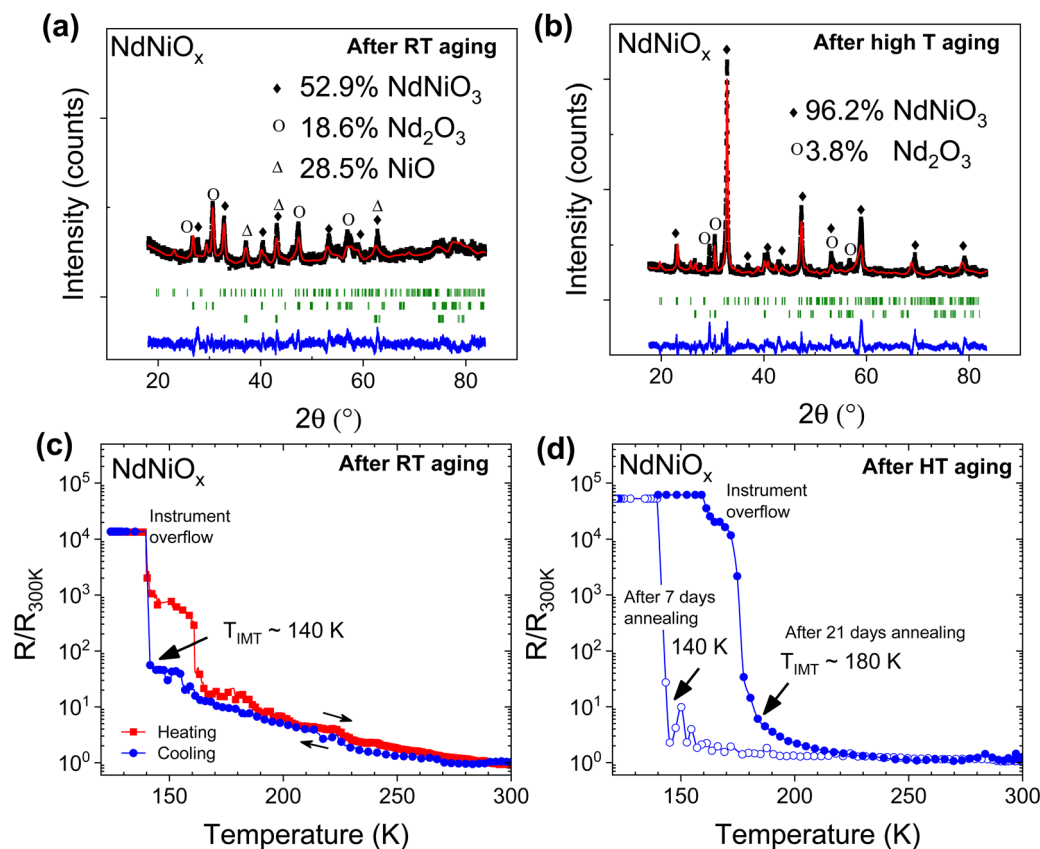 (a)
NdNiOx
After RT aging
♦ 52.9% NdNiO3
O 18.6% Nd2O3
Δ 28.5% NiO
Intensity (counts)
O ♦ O ♦ Δ ♦ Δ ♦ O ♦ O ♦ Δ ♦
20 40 60 80
2θ (°)
(b)
NdNiOx
After high T aging
♦ 96.2% NdNiO3
O 3.8% Nd2O3
Intensity (counts)
♦ O O ♦ ♦ ♦ ♦ ♦ ♦ O O ♦ ♦ ♦
20 40 60 80
2θ (°)
(c)
NdNiOx
After RT aging
Instrument
overflow
TIMT ~ 140 K
Heating
Cooling
R/R300K
10^5
10^4
10^3
10^2
10^1
10^0
150 200 250 300
Temperature (K)
(d)
NdNiOx
After HT aging
Instrument
overflow
After 7 days
annealing
140 K
After 21 days annealing
TIMT ~ 180 K
R/R300K
10^5
10^4
10^3
10^2
10^1
10^0
150 200 250 300
Temperature (K)